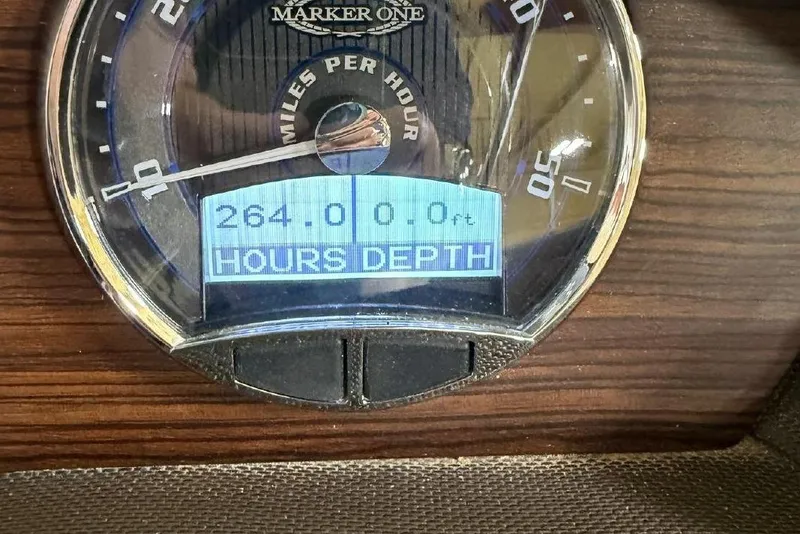 MARKER ONE
MILES PER HOUR
10
50
264.0 0.0ft
HOURS DEPTH